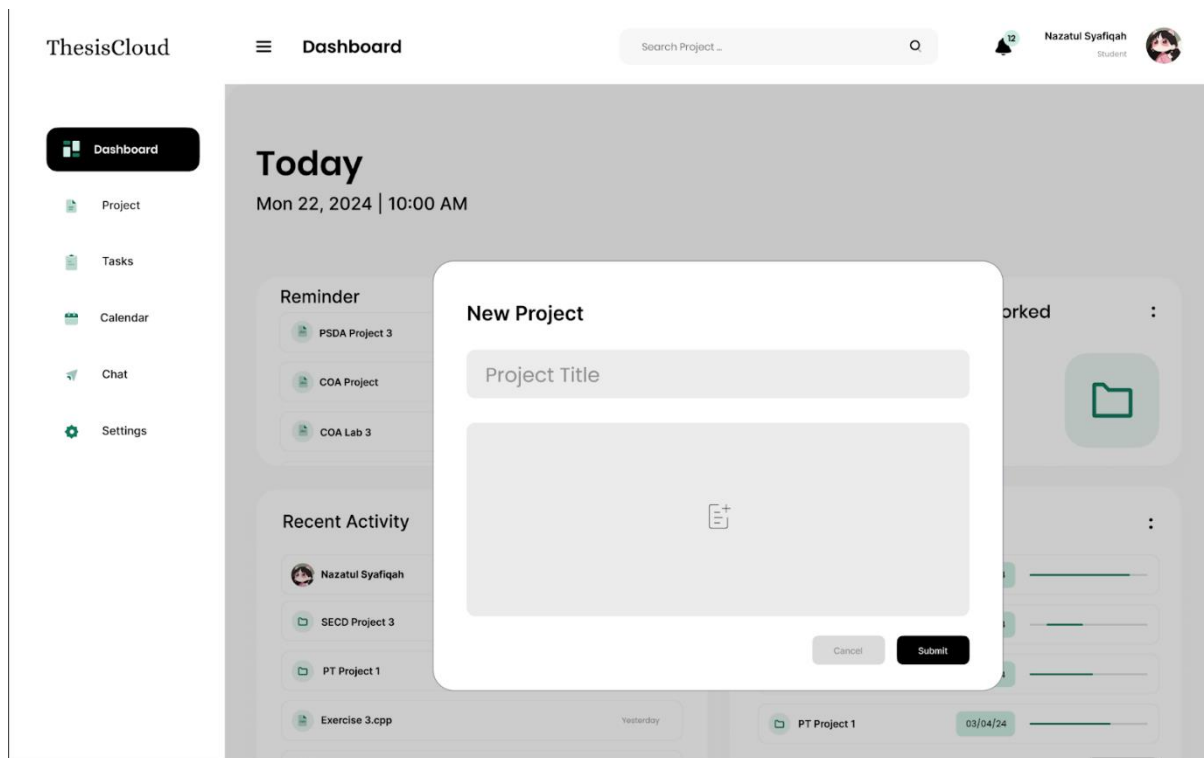 ThesisCloud
Dashboard
Search Project ...
12
Nazatul Syafiqah
Student
Dashboard
Project
Tasks
Calendar
Chat
Settings
Today
Mon 22, 2024 | 10:00 AM
Reminder
PSDA Project 3
COA Project
COA Lab 3
orked
New Project
Project Title
Cancel
Submit
Recent Activity
Nazatul Syafiqah
SECD Project 3
PT Project 1
Exercise 3.cpp
Yesterday
PT Project 1
03/04/24